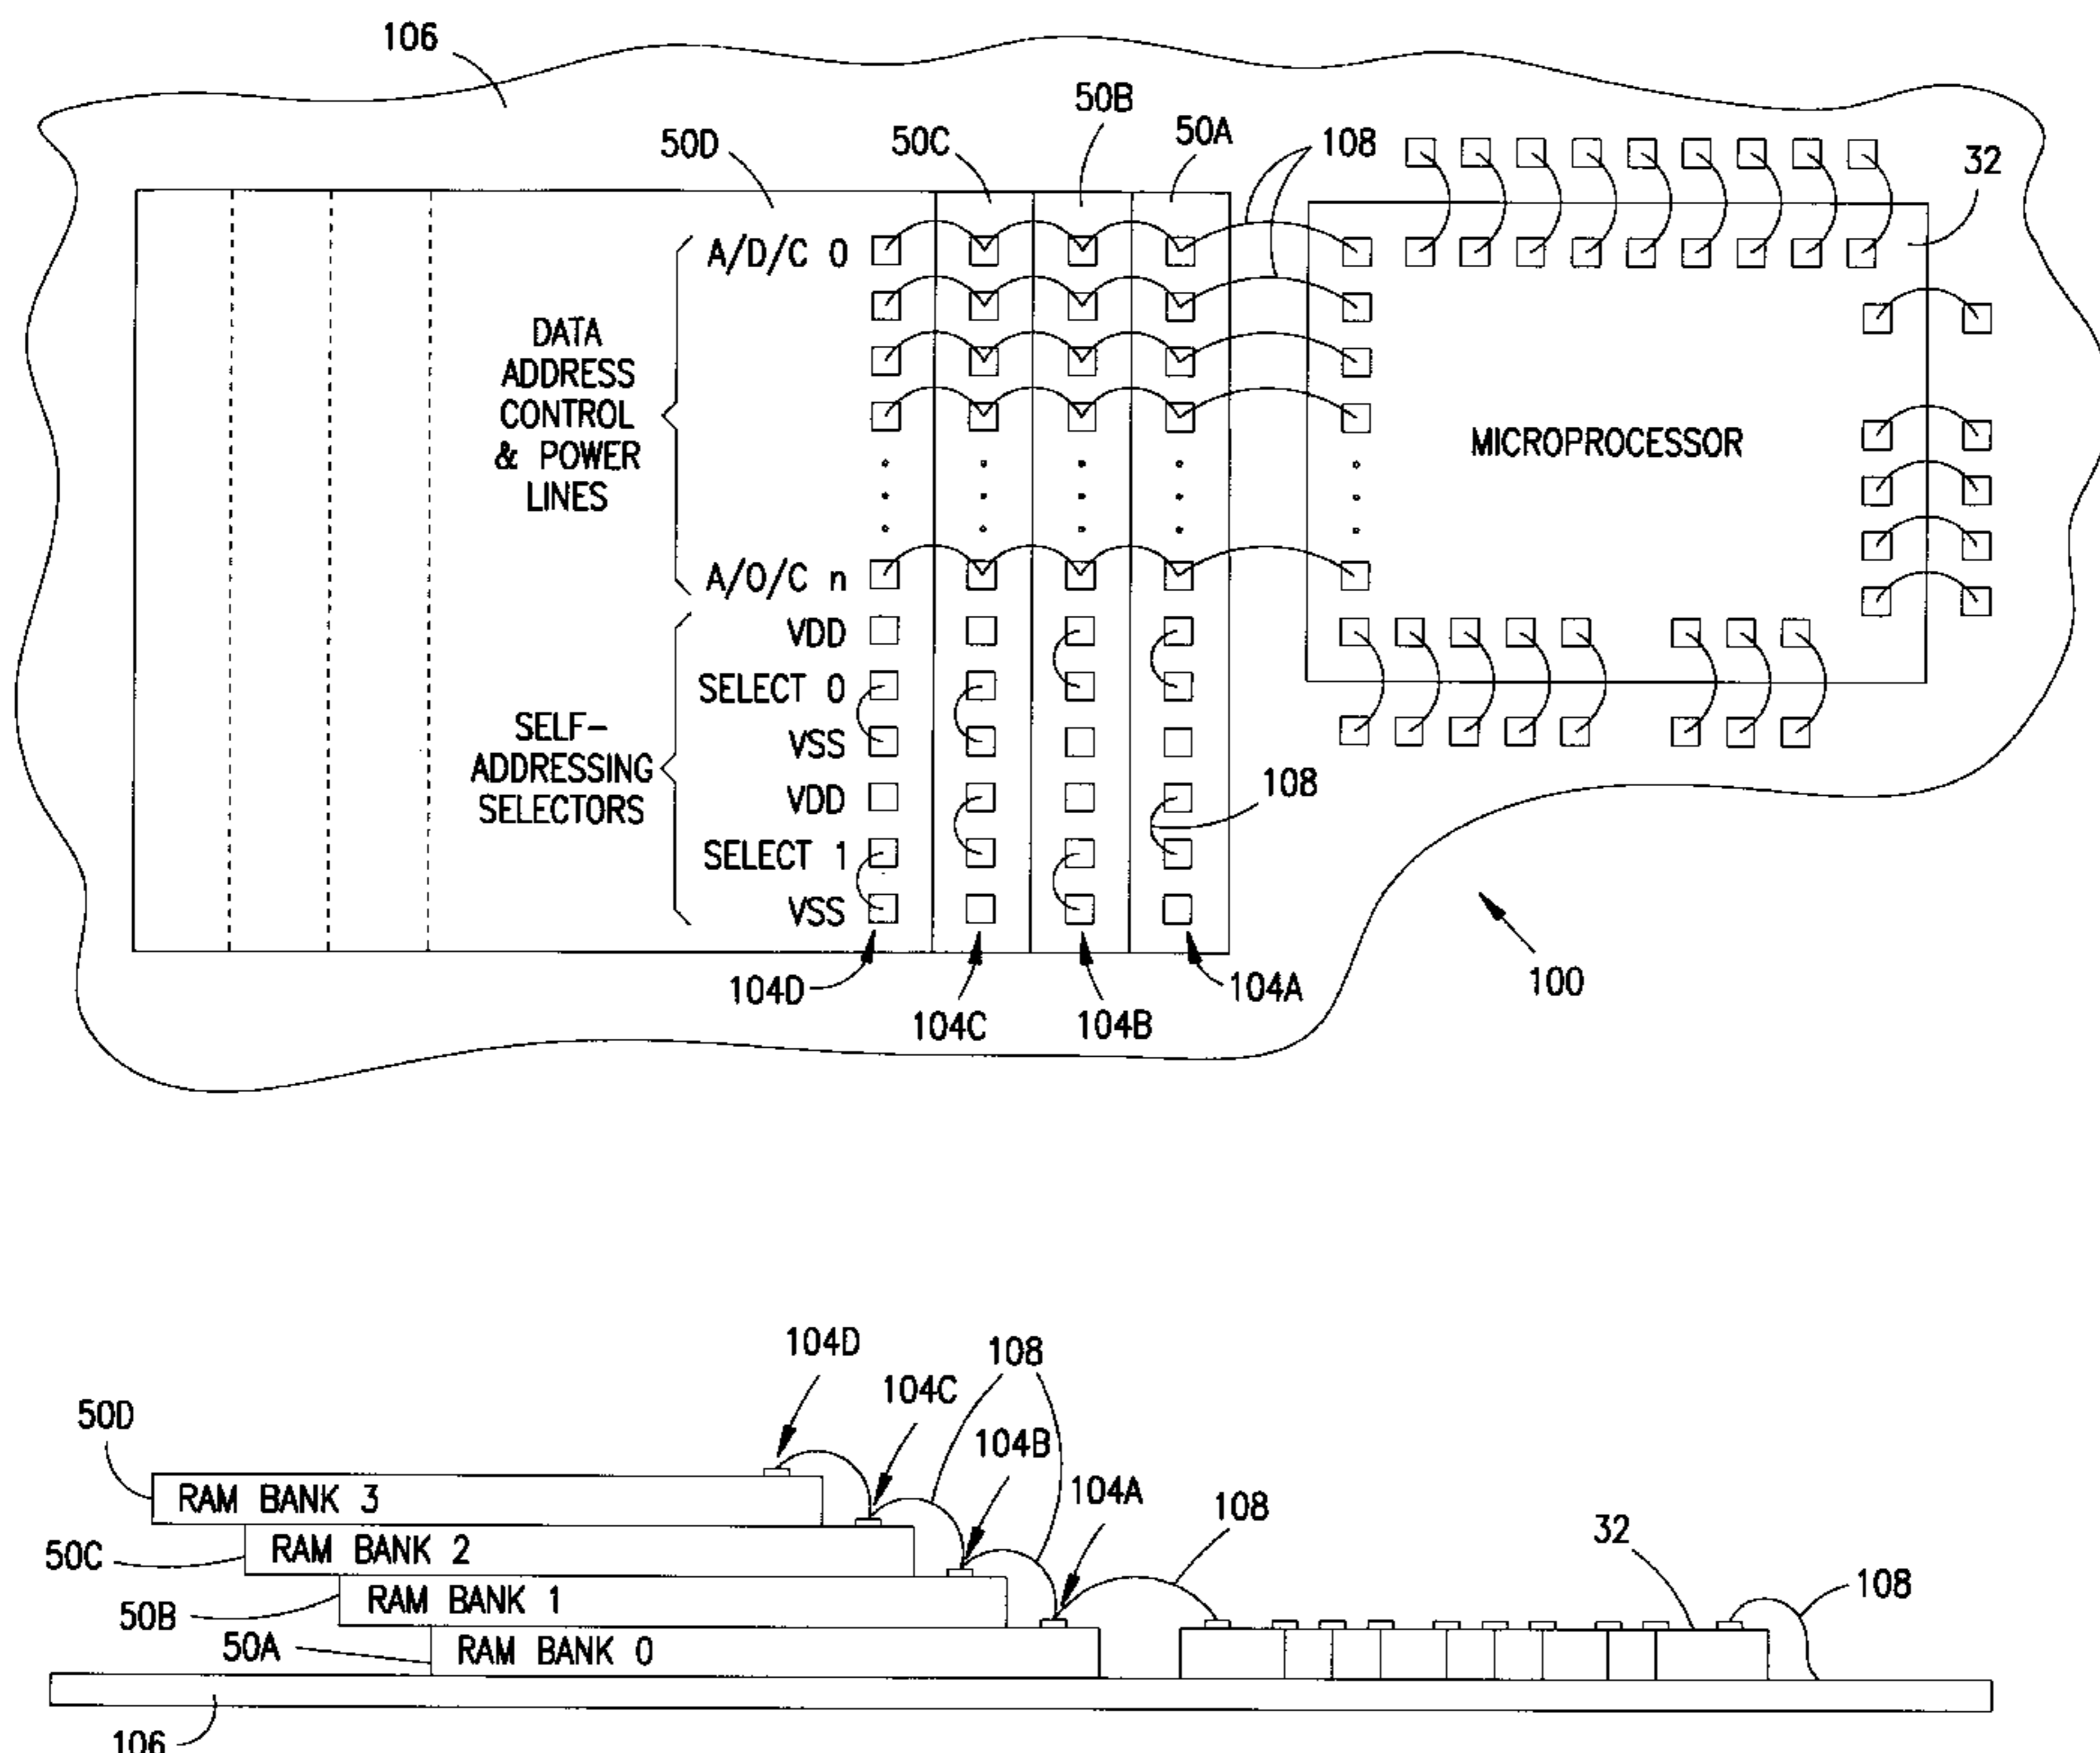 106
50B
50D
50C
50A
108
32
A/D/C 0
DATA
ADDRESS
CONTROL
& POWER
LINES
MICROPROCESSOR
A/O/C n
VDD
SELECT 0
VSS
SELF-
ADDRESSING
SELECTORS
VDD
108
SELECT 1
VSS
104D
104A
100
104C
104B
104D
108
104C
50D
104B
104A
108
RAM BANK 3
32
50C
RAM BANK 2
108
50B
RAM BANK 1
50A
RAM BANK 0
106